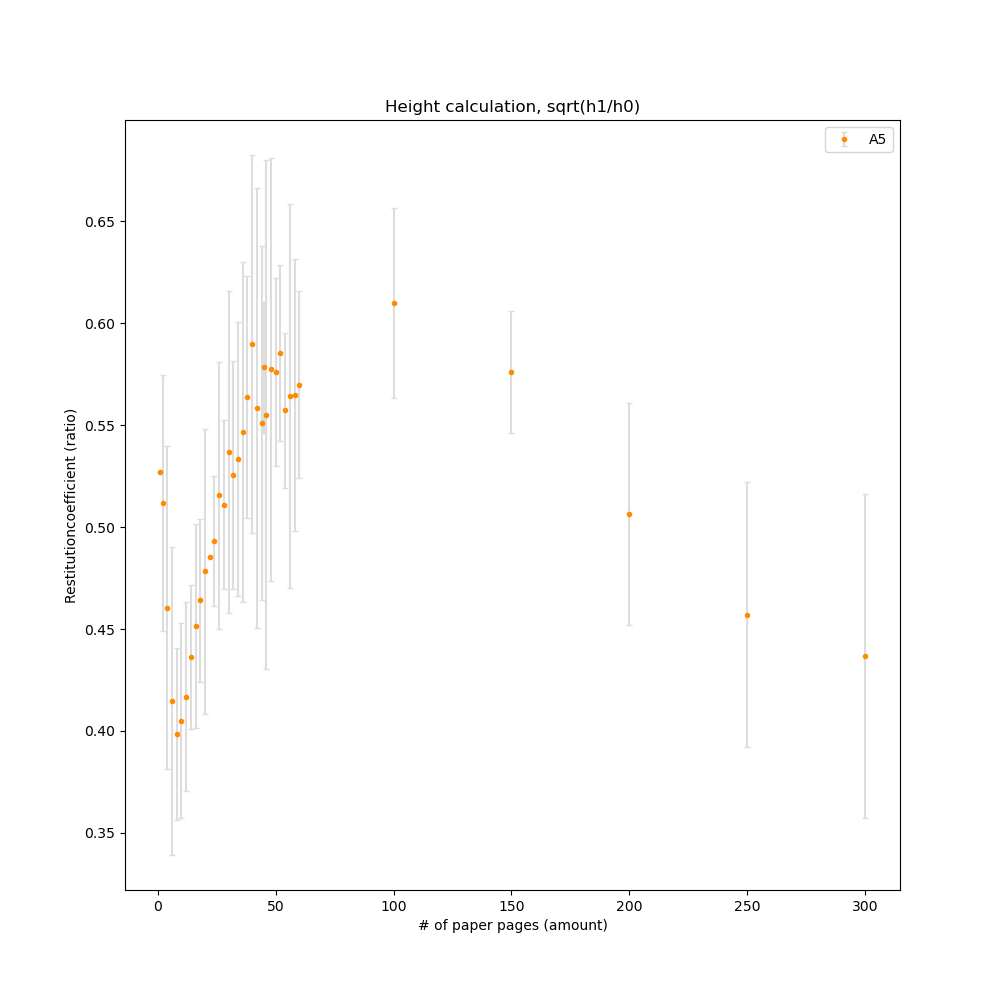 Height calculation, sqrt(h1/h0)
A5
0.65
0.60
0.55
0.50
0.45
0.40
0.35
Restitutioncoefficient (ratio)
0 50 100 150 200 250 300
# of paper pages (amount)